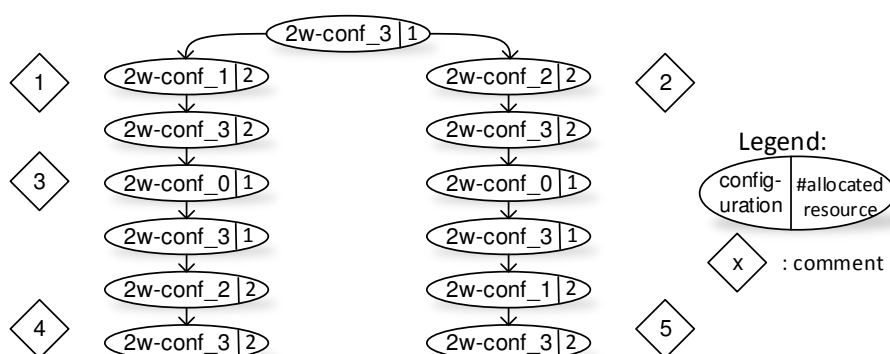 2w-conf_3 1
1 2w-conf_1 2 2w-conf_2 2 2
2w-conf_3 2 2w-conf_3 2
3 2w-conf_0 1 2w-conf_0 1
2w-conf_3 1 2w-conf_3 1
2w-conf_2 2 2w-conf_1 2
4 2w-conf_3 2 2w-conf_3 2 5
Legend:
config-
uration
#allocated
resource
x : comment